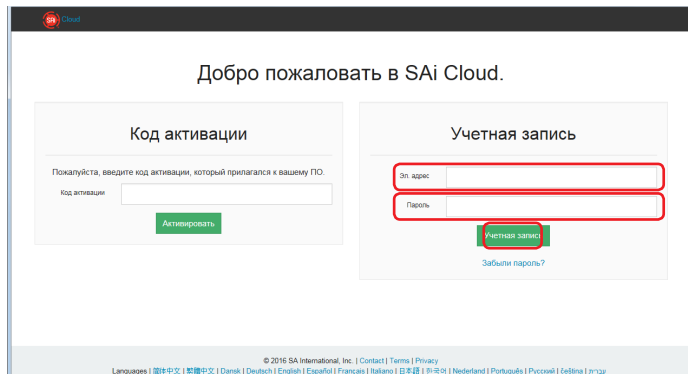 SAi Cloud
Добро пожаловать в SAi Cloud.
Код активации
Пожалуйста, введите код активации, который прилагался к вашему ПО.
Код активации
Активировать
Учетная запись
Эл. адрес
Пароль
Учетная запись
Забыли пароль?
© 2016 SA International, Inc. | Contact | Terms | Privacy
Languages | 简体中文 | 繁體中文 | Dansk | Deutsch | English | Español | Français | Italiano | 日本語 | 한국어 | Nederland | Português | Русский | čeština | עברית